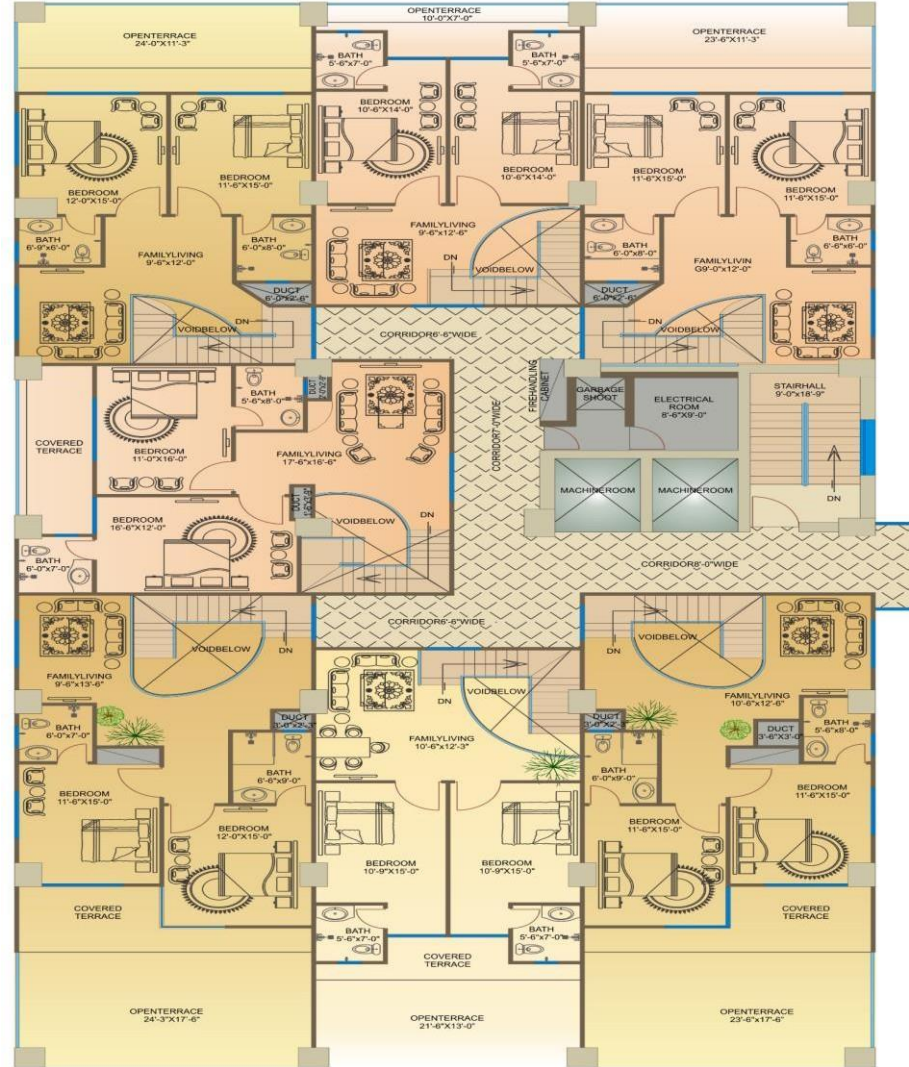 OPENTERRACE
10'-0"X7'-0"
OPENTERRACE
24'-0"X11'-3"
OPENTERRACE
23'-6"X11'-3"
BATH
5'-6"x7'-0"
BATH
5'-6"x7'-0"
BEDROOM
10'-6"X14'-0"
BEDROOM
10'-6"X14'-0"
BEDROOM
12'-0"X15'-0"
BEDROOM
11'-6"X15'-0"
BEDROOM
11'-6"X15'-0"
BEDROOM
11'-6"X15'-0"
BATH
6'-9"x6'-0"
FAMILYLIVING
9'-6"x12'-0"
BATH
6'-0"x8'-0"
FAMILYLIVING
9'-6"x12'-6"
BATH
6'-0"x8'-0"
FAMILYLIVIN
G9'-0"x12'-0"
BATH
5'-6"x6'-0"
DN
VOIDBELOW
DUCT
6'-0"x2'-6"
DUCT
6'-0"x2'-6"
VOIDBELOW
DN
CORRIDOR6'-6"WIDE
DN
VOIDBELOW
COVERED
TERRACE
BEDROOM
11'-0"X16'-0"
BATH
5'-6"x8'-0"
DUCT
FAMILYLIVING
17'-6"x16'-6"
CORRIDOR7'-0"WIDE
FIREHANDLING
CABINET
GARBAGE
SHOOT
ELECTRICAL
ROOM
8'-6"X9'-0"
STAIRHALL
9'-0"x18'-9"
BEDROOM
16'-6"X12'-0"
DUCT
VOIDBELOW
DN
MACHINEROOM
MACHINEROOM
DN
BATH
6'-0"x7'-0"
CORRIDOR8'-0"WIDE
CORRIDOR6'-6"WIDE
VOIDBELOW
DN
FAMILYLIVING
9'-6"x13'-6"
DN
VOIDBELOW
FAMILYLIVING
10'-6"x12'-6"
DN
VOIDBELOW
BATH
6'-0"x7'-0"
DUCT
3'-0"x2'-3"
FAMILYLIVING
10'-6"x12'-3"
DUCT
3'-0"X2'-3"
DUCT
3'-6"X3'-0"
BATH
5'-6"x8'-0"
BATH
6'-6"x9'-0"
BATH
6'-0"x9'-0"
BEDROOM
11'-6"X15'-0"
BEDROOM
12'-0"X15'-0"
BEDROOM
10'-9"X15'-0"
BEDROOM
10'-9"X15'-0"
BEDROOM
11'-6"X15'-0"
BEDROOM
11'-6"X15'-0"
COVERED
TERRACE
BATH
5'-6"x7'-0"
BATH
5'-6"x7'-0"
COVERED
TERRACE
COVERED
TERRACE
OPENTERRACE
24'-3"X17'-6"
OPENTERRACE
21'-6"X13'-0"
OPENTERRACE
23'-6"x17'-6"